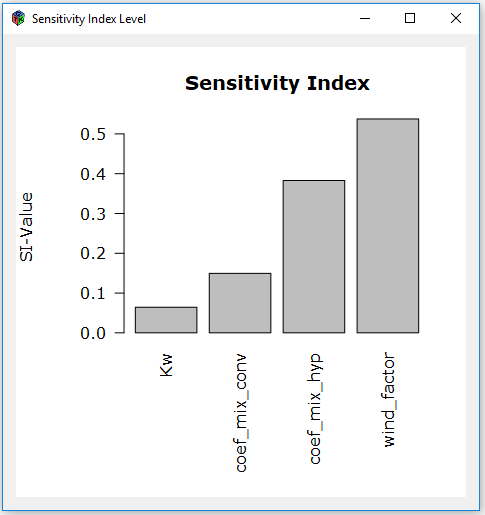 Sensitivity Index Level
Sensitivity Index
SI-Value
0.5
0.4
0.3
0.2
0.1
0.0
Kw
coef_mix_conv
coef_mix_hyp
wind_factor